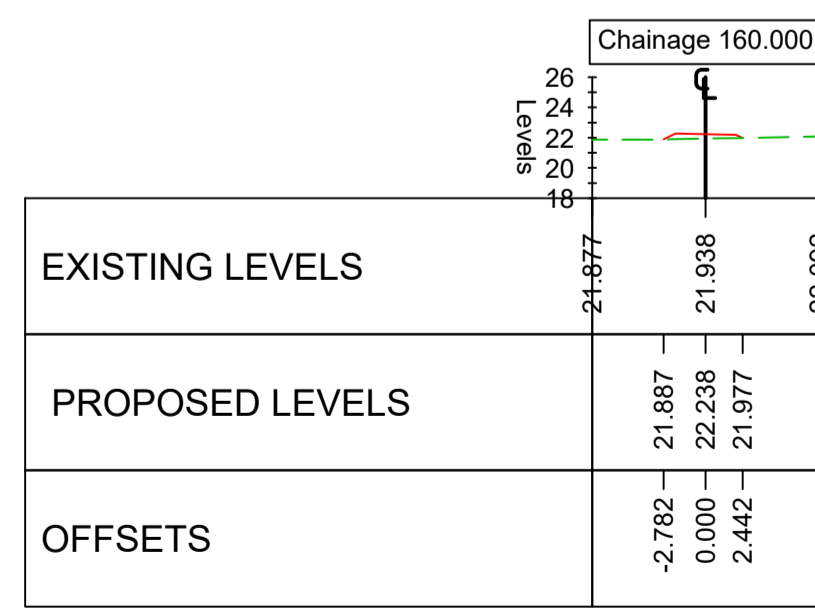 Chainage 160.000
CL
26
24
22
20
18
Levels
EXISTING LEVELS
21.877
21.938
PROPOSED LEVELS
21.887
22.238
21.977
OFFSETS
-2.782
0.000
2.442